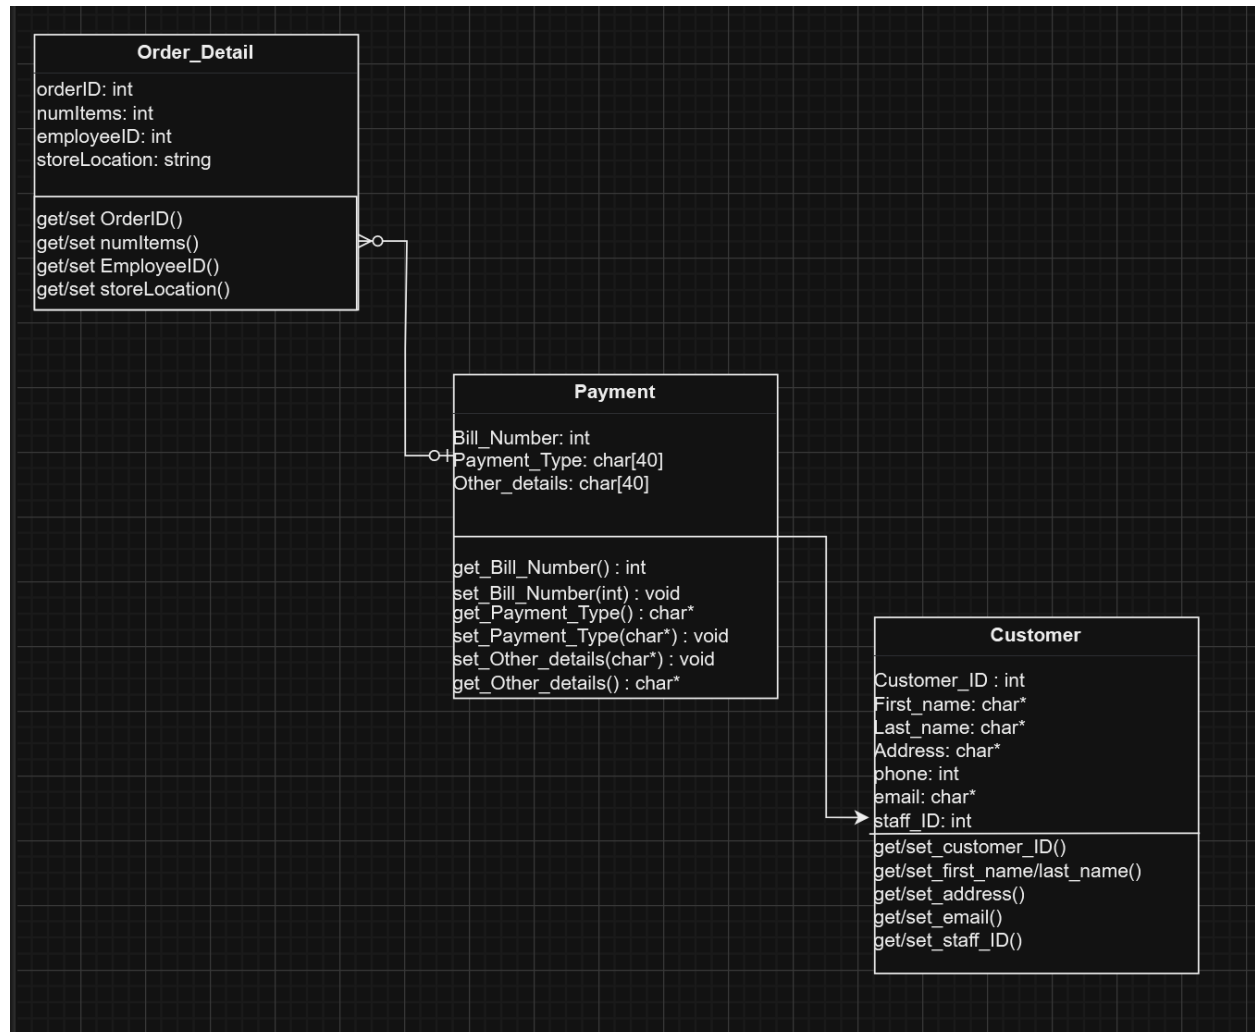 Order_Detail
orderID: int
numItems: int
employeeID: int
storeLocation: string
get/set OrderID()
get/set numItems()
get/set EmployeeID()
get/set storeLocation()
Payment
Bill_Number: int
Payment_Type: char[40]
Other_details: char[40]
get_Bill_Number() : int
set_Bill_Number(int) : void
get_Payment_Type() : char*
set_Payment_Type(char*) : void
set_Other_details(char*) : void
get_Other_details() : char*
Customer
Customer_ID : int
First_name: char*
Last_name: char*
Address: char*
phone: int
email: char*
staff_ID: int
get/set_customer_ID()
get/set_first_name/last_name()
get/set_address()
get/set_email()
get/set_staff_ID()